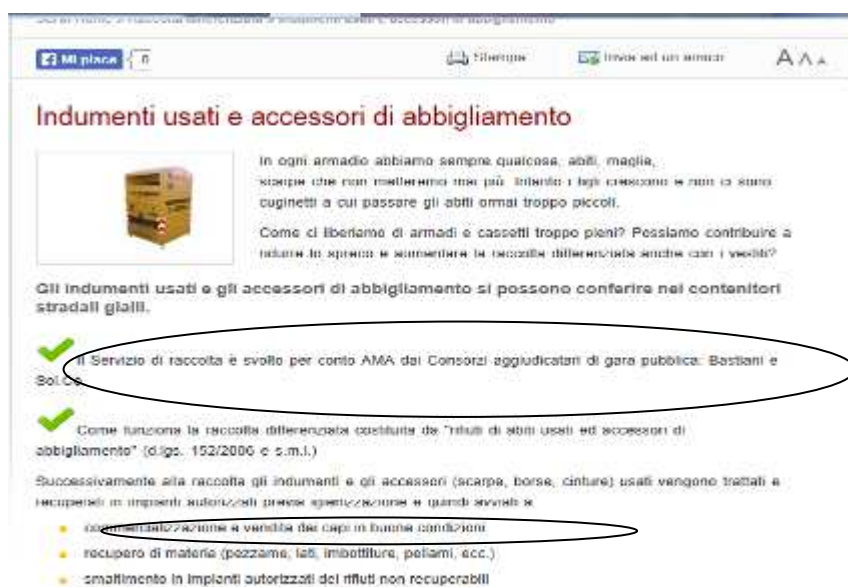 Mi piace 0
Stampa
Invia ad un amico
A A A
Indumenti usati e accessori di abbigliamento
In ogni armadio abbiamo sempre qualcosa, abiti, maglie,
scarpe che non metteremo mai più. Intanto i figli crescono e non ci sono
cuginetti a cui passare gli abiti ormai troppo piccoli.
Come ci liberiamo di armadi e cassetti troppo pieni? Possiamo contribuire a
ridurre lo spreco e aumentare la raccolta differenziata anche con i vestiti?
Gli indumenti usati e gli accessori di abbigliamento si possono conferire nei contenitori
stradali gialli.
Il Servizio di raccolta è svolto per conto AMA dai Consorzi aggiudicatari di gara pubblica: Bastiani e
Sol.Co
Come funziona la raccolta differenziata costituita da "rifiuti di abiti usati ed accessori di
abbigliamento" (d.lgs. 152/2006 e s.m.i.)
Successivamente alla raccolta gli indumenti e gli accessori (scarpe, borse, cinture) usati vengono trattati e
recuperati in impianti autorizzati previa igienizzazione e quindi avviati a
commercializzazione e vendita dei capi in buone condizioni
recupero di materia (pezzame, lati, imbottiture, pellami, ecc.)
smaltimento in impianti autorizzati dei rifiuti non recuperabili